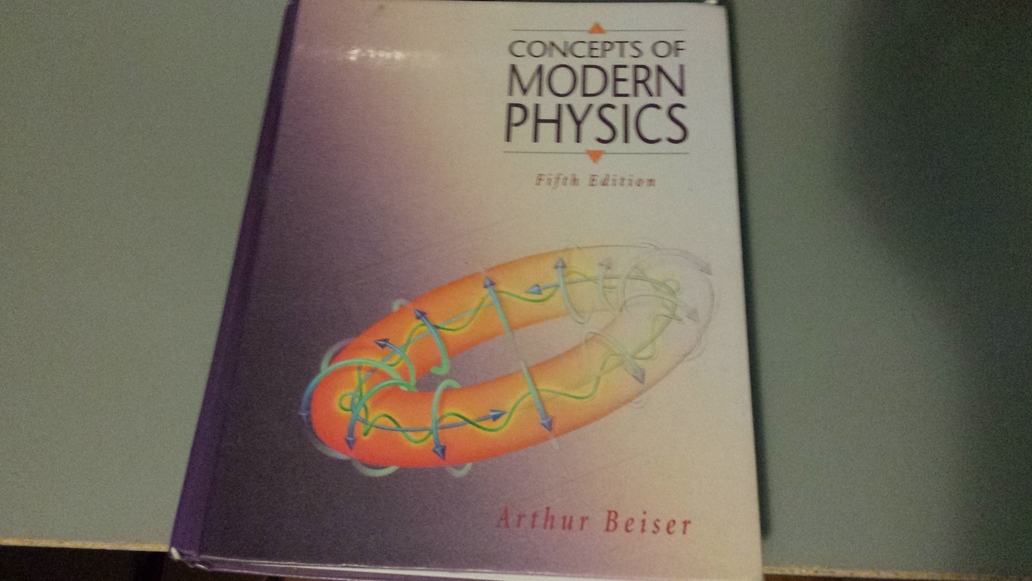 CONCEPTS OF
MODERN
PHYSICS
Fifth Edition
Arthur Beiser